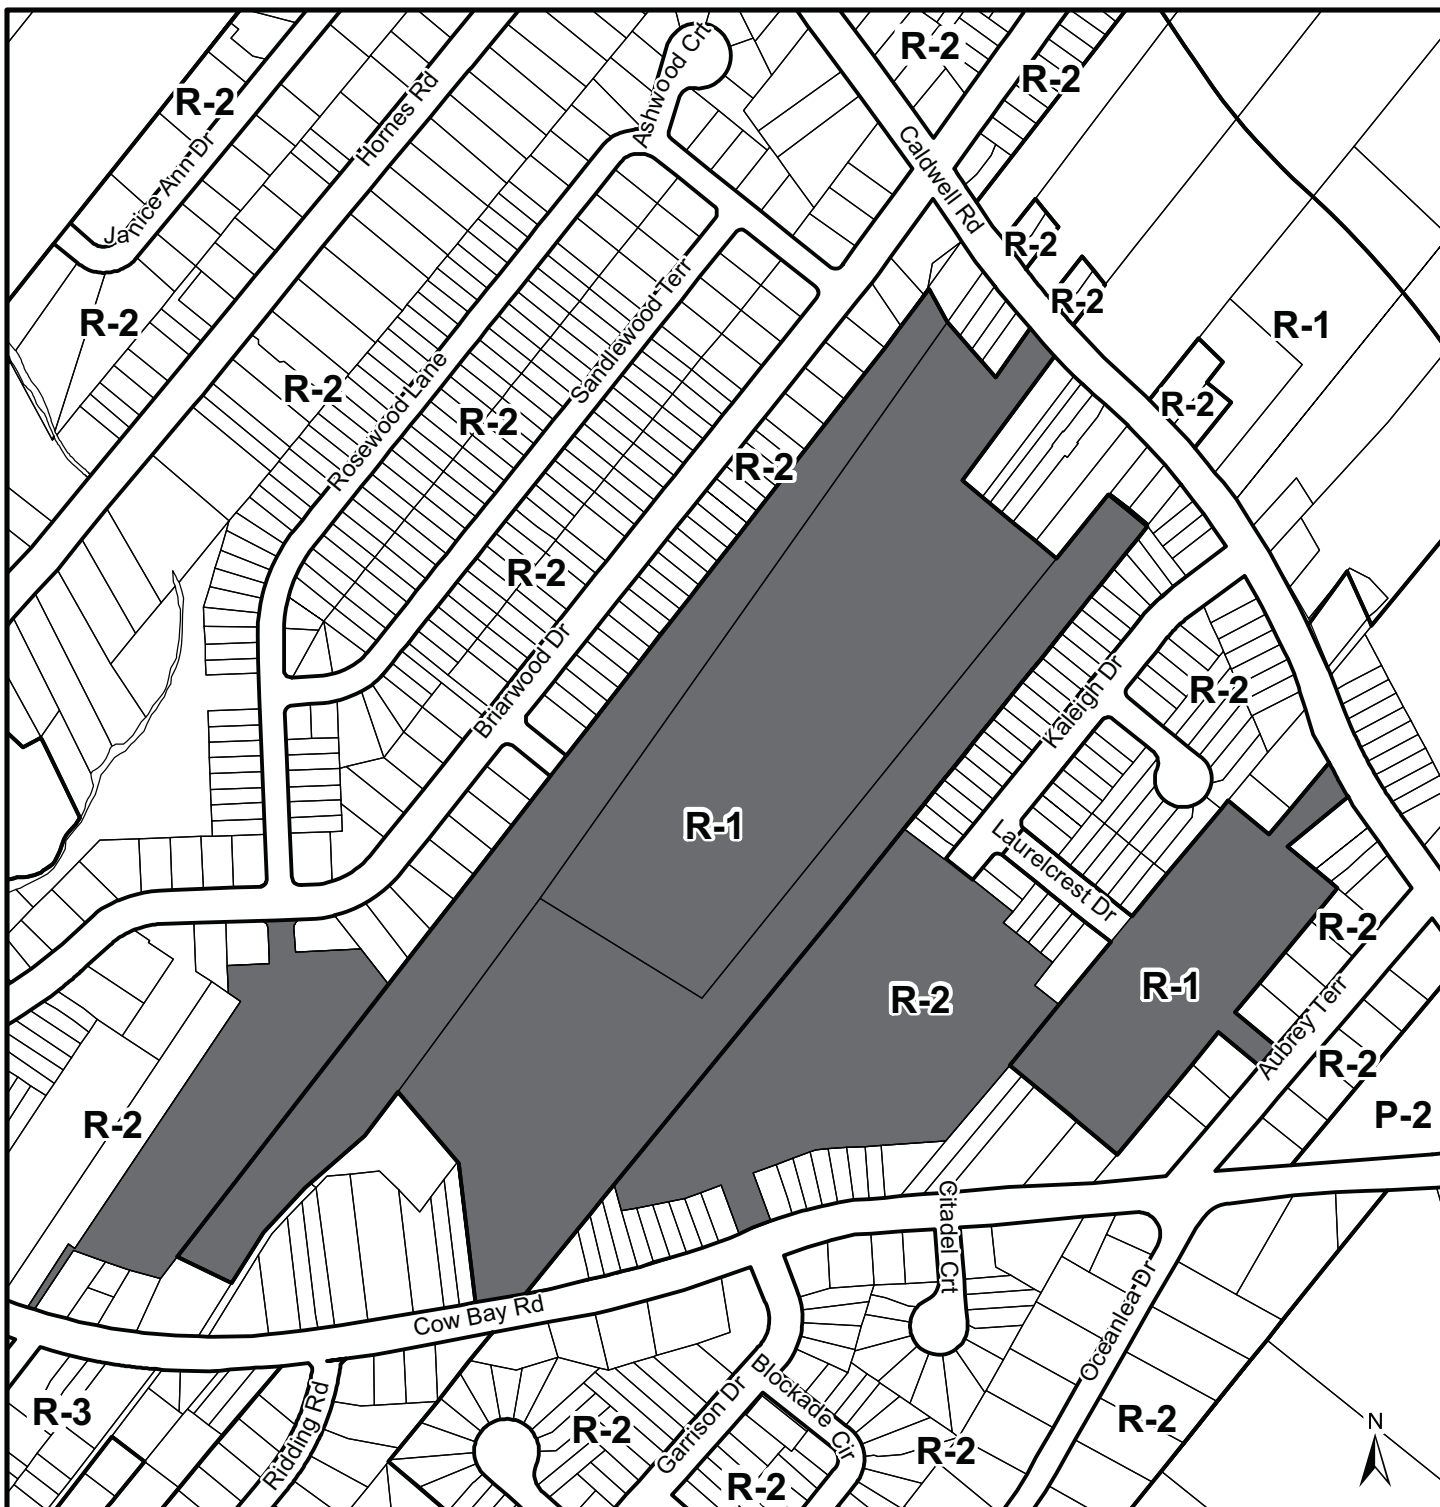 R-2
R-2
R-2
Ashwood Crt
Hornes Rd
Janice Ann Dr
Caldwell Rd
R-2
R-2
R-2
R-1
R-2
R-2
Rosewood Lane
R-2
Sandlewood Terr
R-2
R-2
R-2
Briarwood Dr
Kaleigh Dr
R-2
R-1
Laurelcrest Dr
R-2
R-2
R-1
Aubrey Terr
R-2
R-2
P-2
Citadel Crt
Cow Bay Rd
Oceanlea Dr
Blockade Cir
Garrison Dr
Ridding Rd
R-3
R-2
R-2
R-2
R-2
N